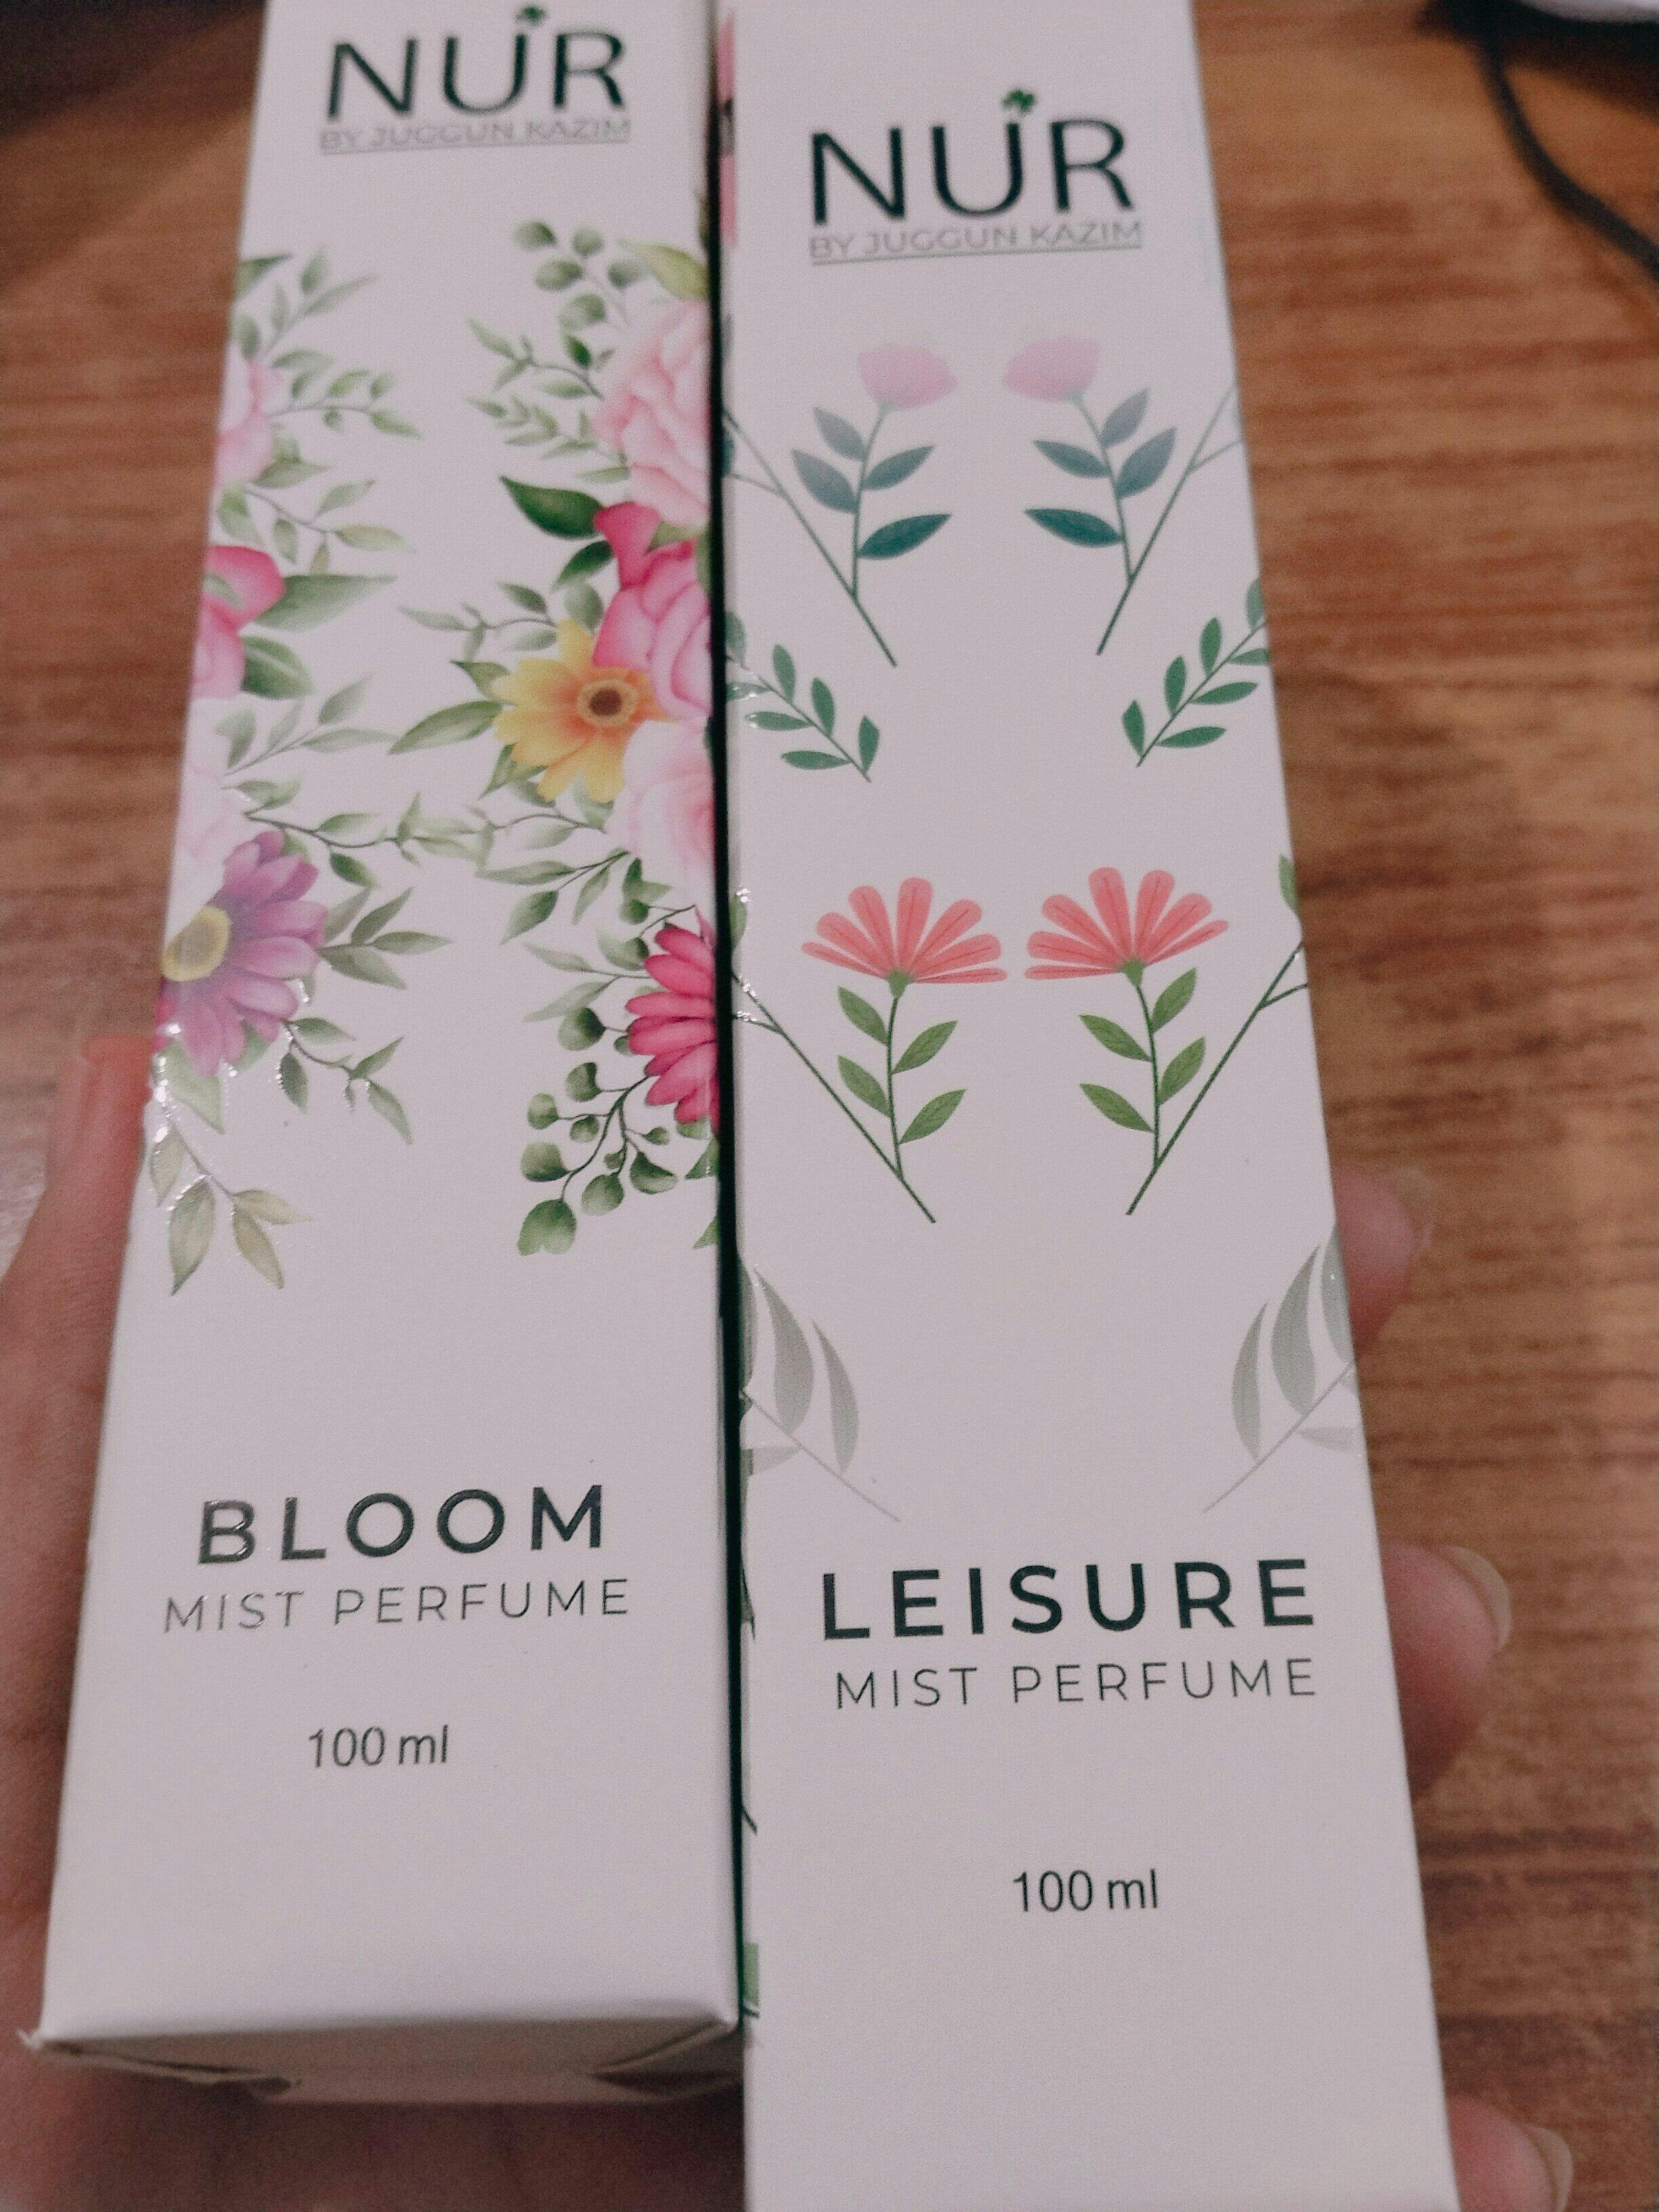 NUR
BY JUGGUN KAZIM
BLOOM
MIST PERFUME
100 ml
NUR
BY JUGGUN KAZIM
LEISURE
MIST PERFUME
100 ml